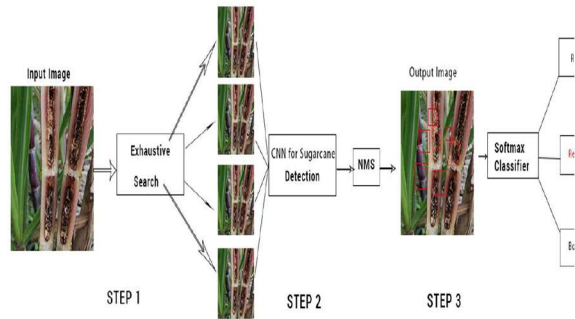 Input Image
Exhaustive
Search
CNN for Sugarcane
Detection
NMS
Output Image
Softmax
Classifier
STEP 1
STEP 2
STEP 3